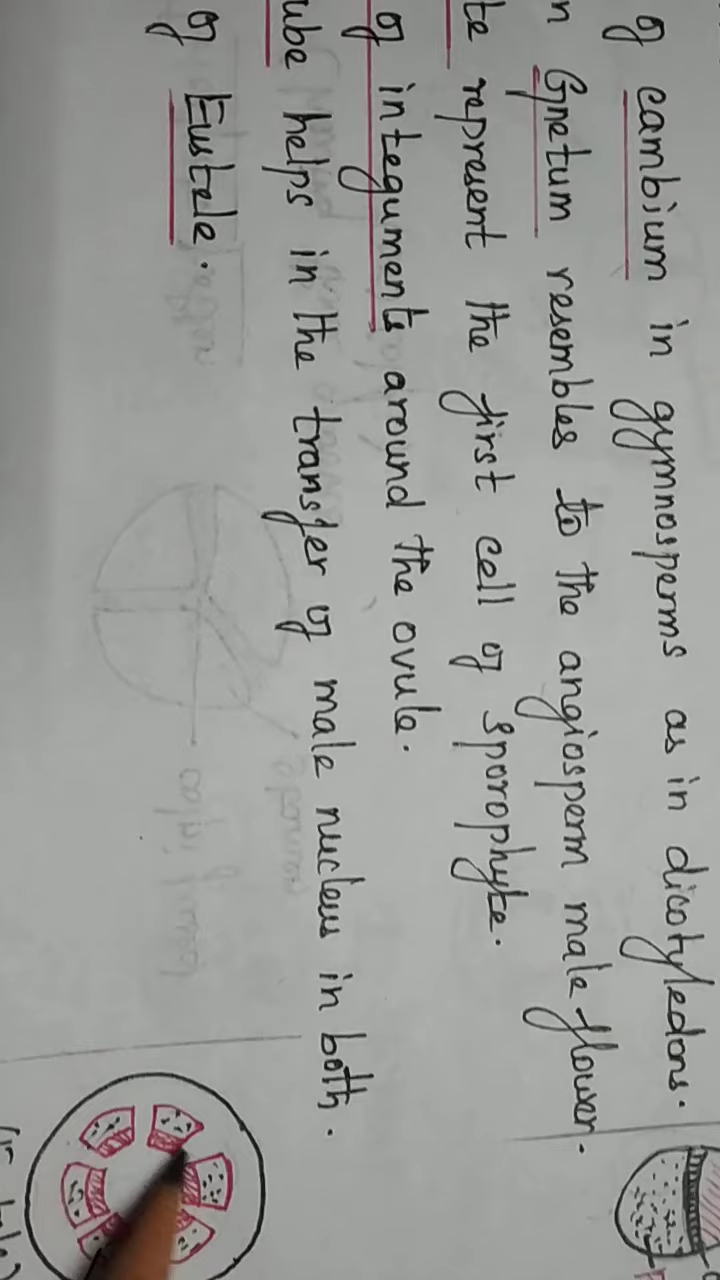 of cambium in gymnosperms as in dicotyledons.
n Gnetum resembles to the angiosperm male flower.
te represent the first cell of sporophyte.
of integuments around the ovule.
ube helps in the transfer of male nucleus in both.
of Eustele.